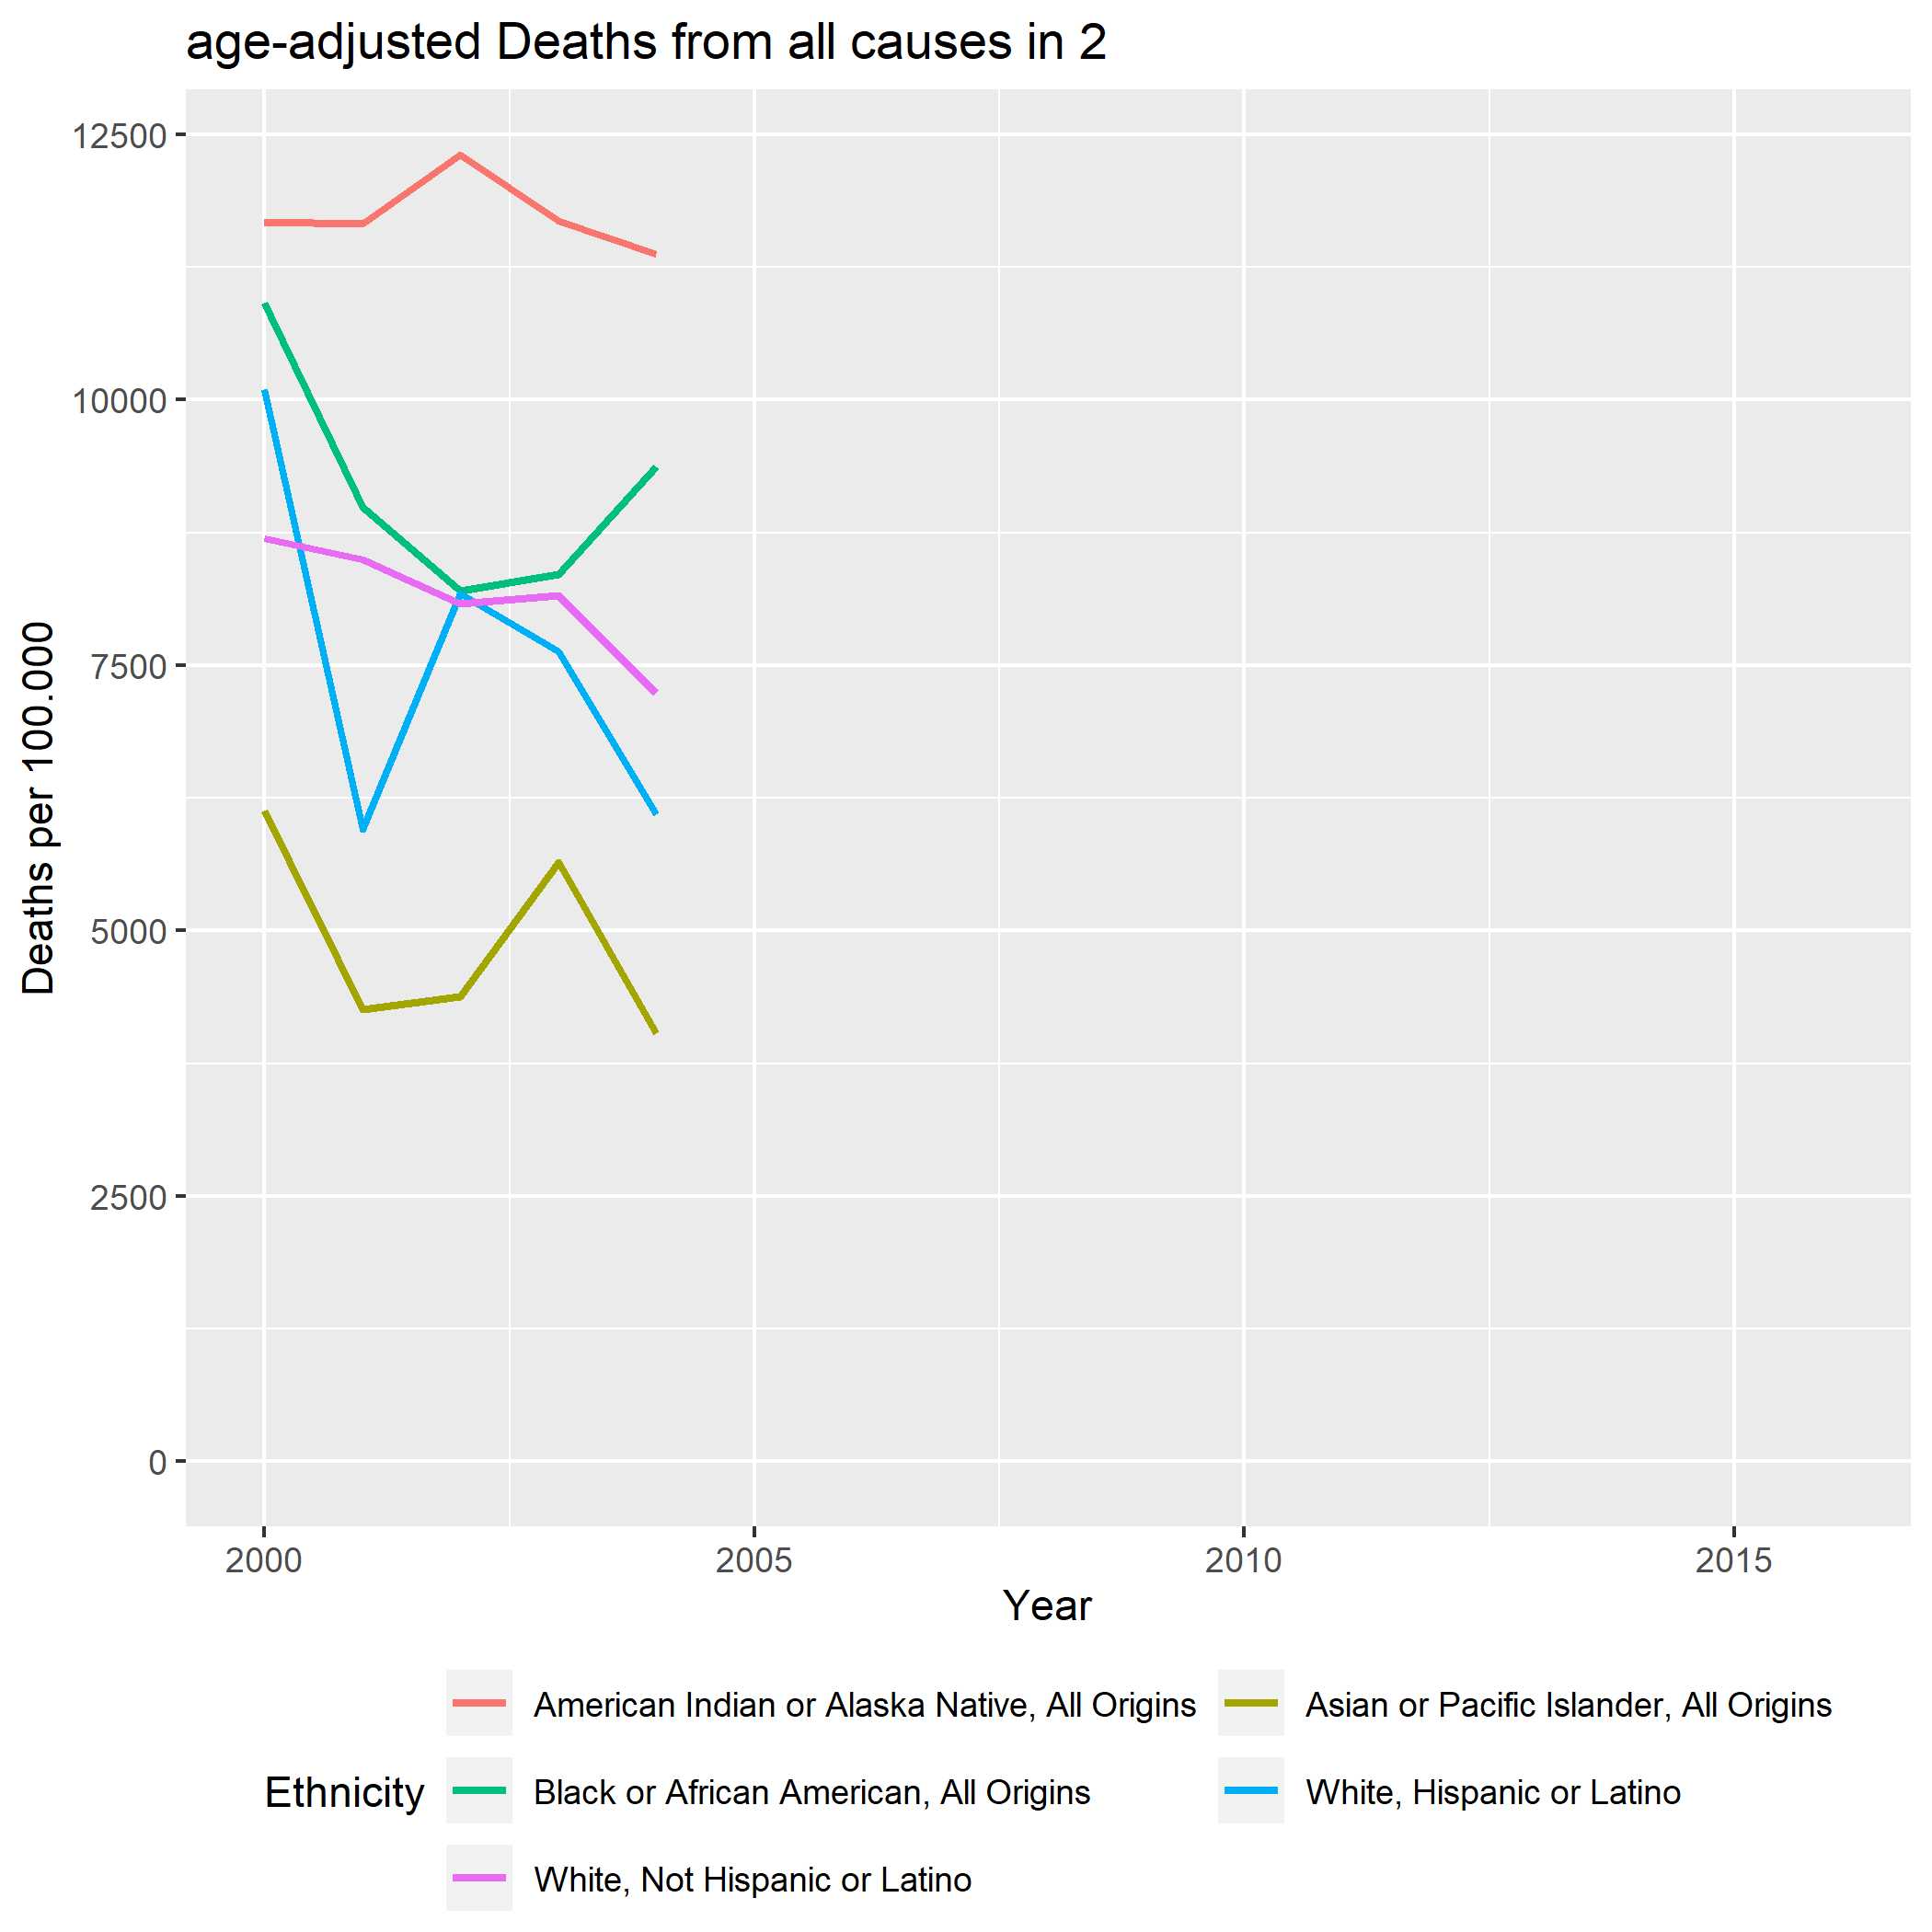 age-adjusted Deaths from all causes in 2
12500
10000
7500
5000
2500
0
Deaths per 100.000
2000 2005 2010 2015
Year
Ethnicity
American Indian or Alaska Native, All Origins
Asian or Pacific Islander, All Origins
Black or African American, All Origins
White, Hispanic or Latino
White, Not Hispanic or Latino